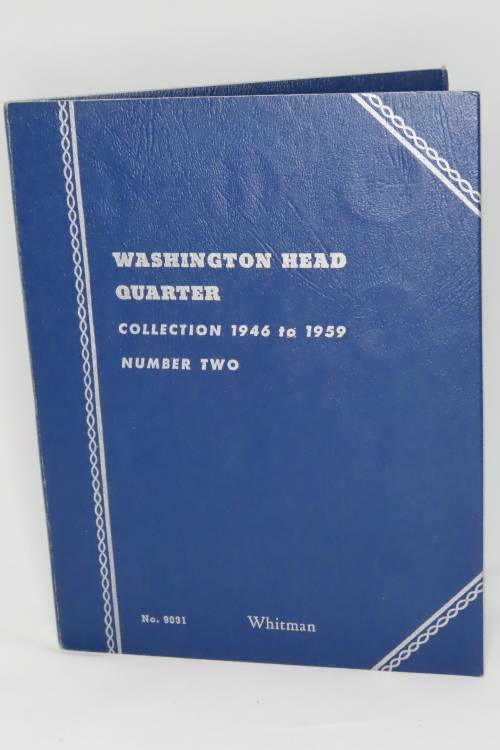 WASHINGTON HEAD
QUARTER
COLLECTION 1946 to 1959
NUMBER TWO
No. 9031 Whitman